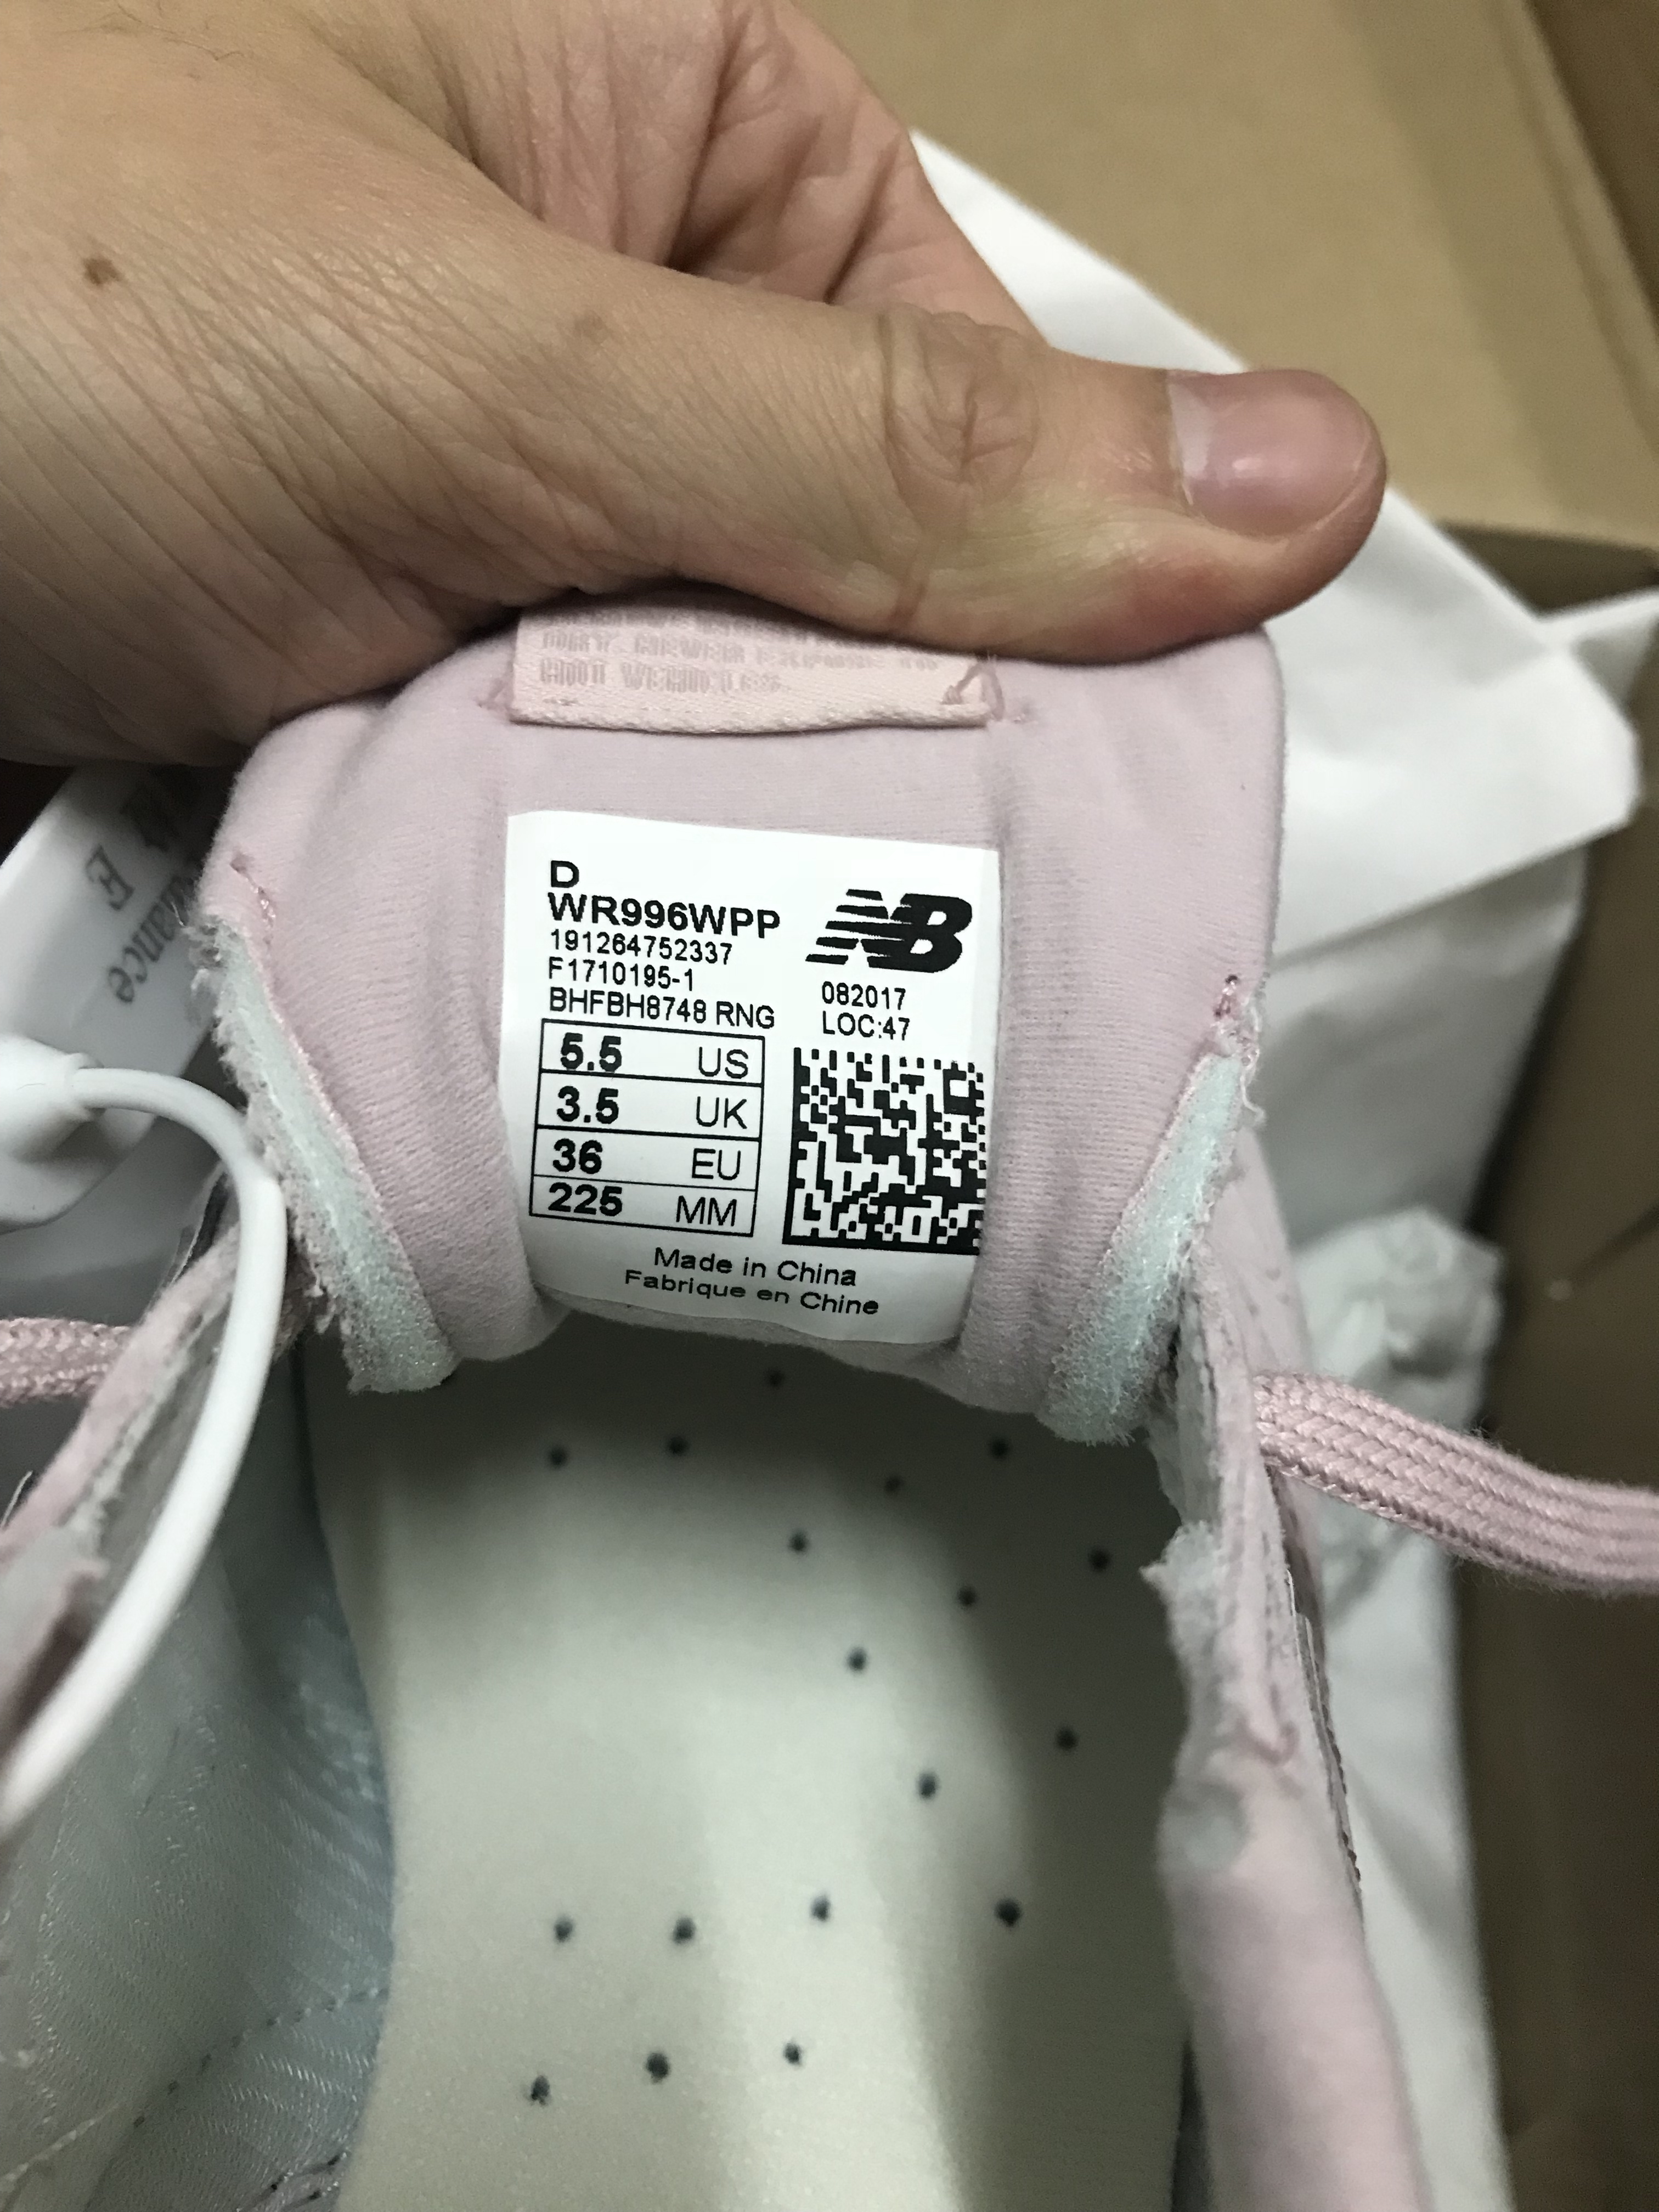 D
WR996WPP
191264752337
F1710195-1
BHFBH8748 RNG
NB
082017
LOC:47
5.5 US
3.5 UK
36 EU
225 MM
Made in China
Fabrique en Chine
E